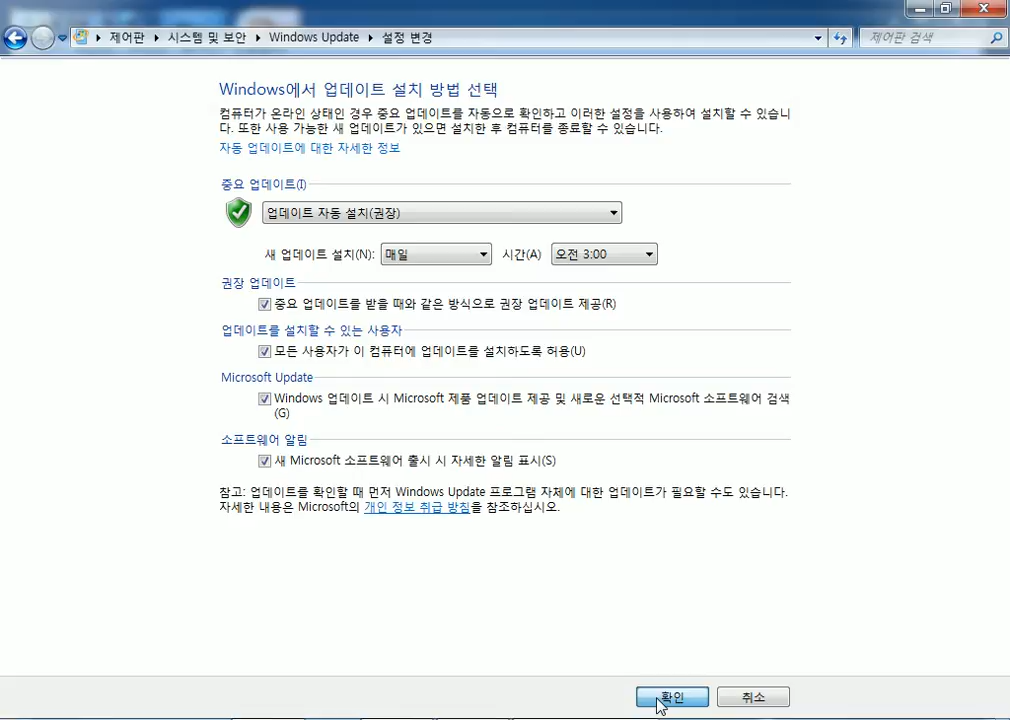 제어판 ▸ 시스템 및 보안 ▸ Windows Update ▸ 설정 변경
제어판 검색
Windows에서 업데이트 설치 방법 선택
컴퓨터가 온라인 상태인 경우 중요 업데이트를 자동으로 확인하고 이러한 설정을 사용하여 설치할 수 있습니
다. 또한 사용 가능한 새 업데이트가 있으면 설치한 후 컴퓨터를 종료할 수 있습니다.
자동 업데이트에 대한 자세한 정보
중요 업데이트(I)
업데이트 자동 설치(권장)
새 업데이트 설치(N): 매일 시간(A) 오전 3:00
권장 업데이트
중요 업데이트를 받을 때와 같은 방식으로 권장 업데이트 제공(R)
업데이트를 설치할 수 있는 사용자
모든 사용자가 이 컴퓨터에 업데이트를 설치하도록 허용(U)
Microsoft Update
Windows 업데이트 시 Microsoft 제품 업데이트 제공 및 새로운 선택적 Microsoft 소프트웨어 검색
(G)
소프트웨어 알림
새 Microsoft 소프트웨어 출시 시 자세한 알림 표시(S)
참고: 업데이트를 확인할 때 먼저 Windows Update 프로그램 자체에 대한 업데이트가 필요할 수도 있습니다.
자세한 내용은 Microsoft의 개인 정보 취급 방침을 참조하십시오.
확인 취소